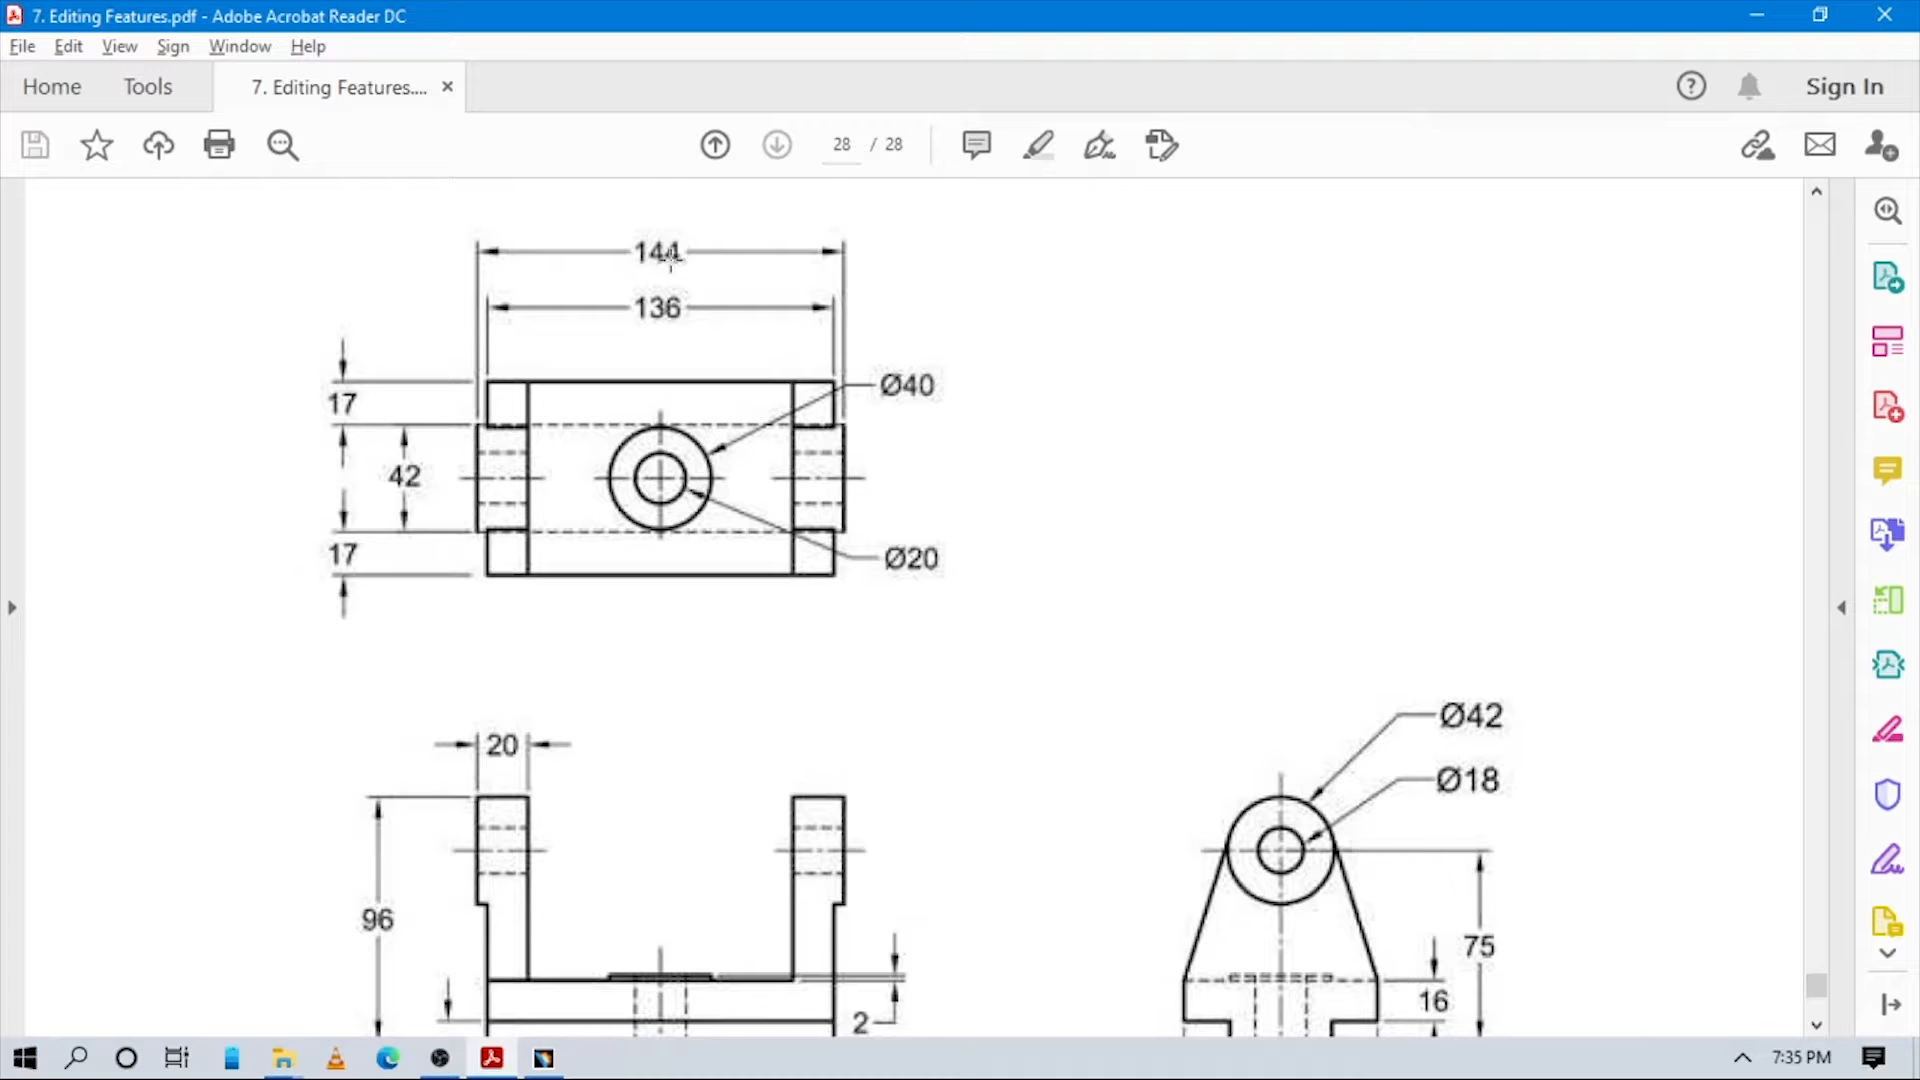 7. Editing Features.pdf - Adobe Acrobat Reader DC
File Edit View Sign Window Help
Home Tools 7. Editing Features.... × Sign In
28 / 28
144
136
Ø40
17
42
17
Ø20
Ø42
20
Ø18
96
75
16
2
7:35 PM